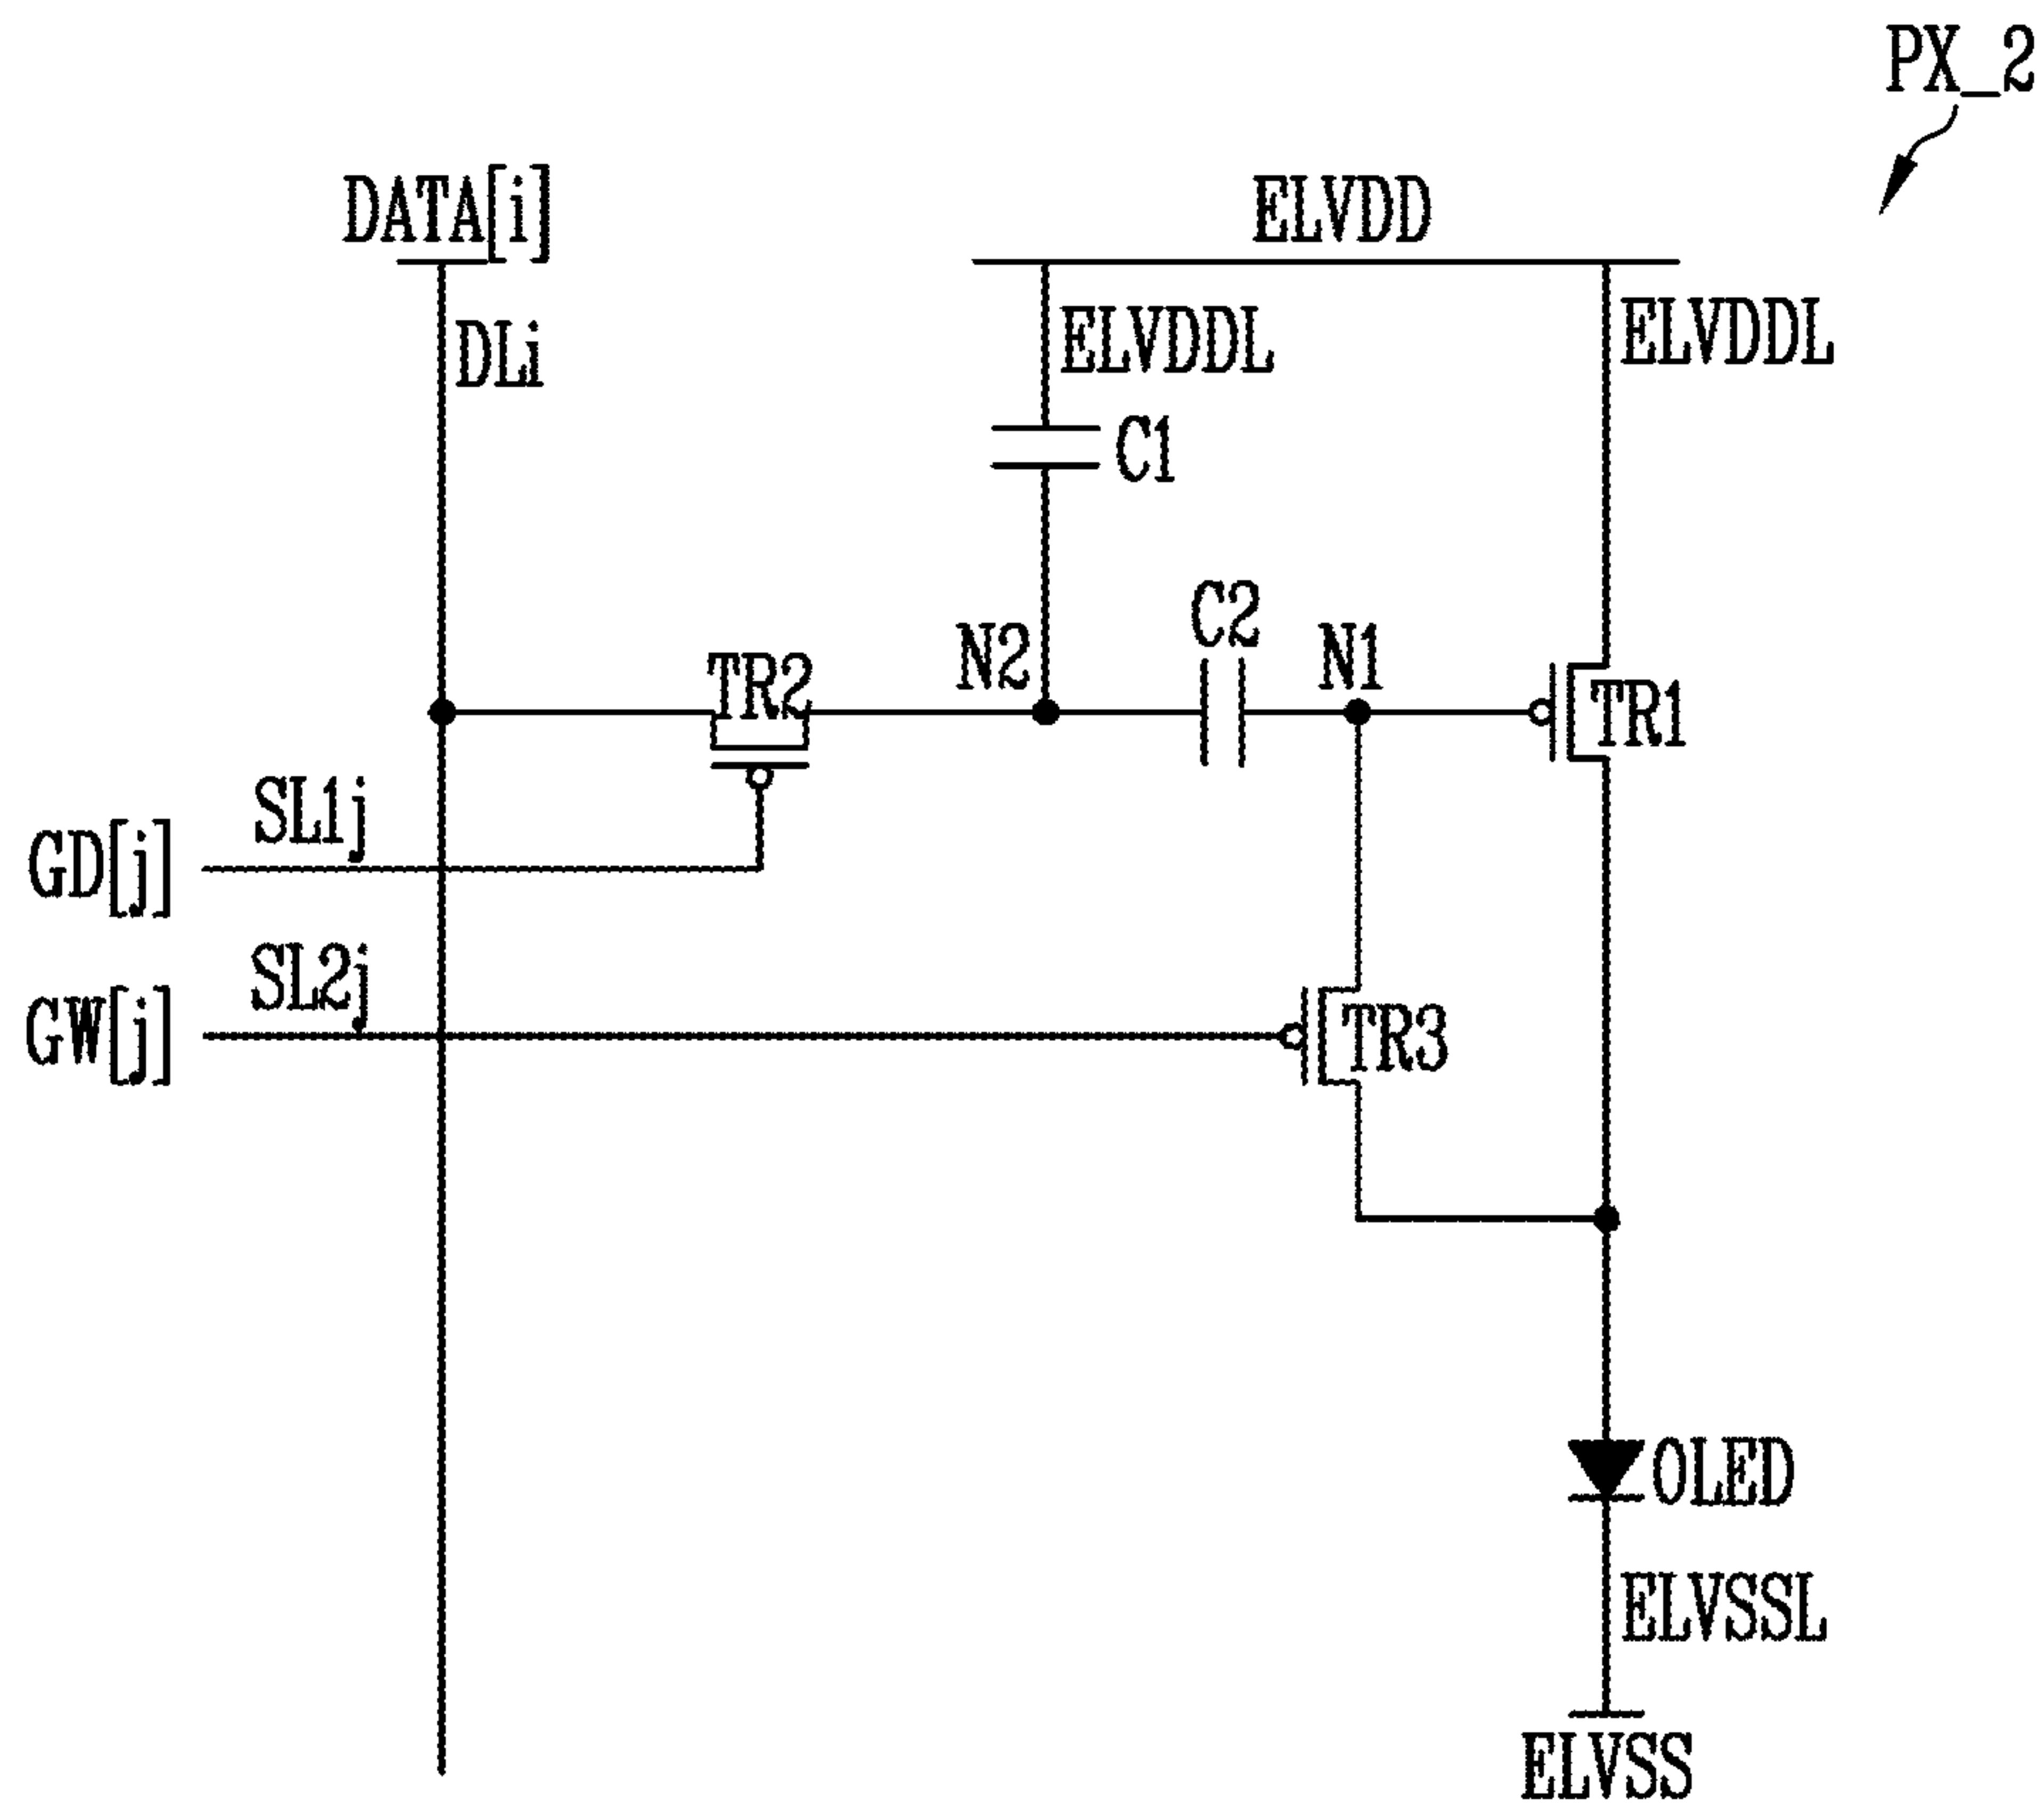 PX_2
DATA[i]
ELVDD
DLi
ELVDDL
ELVDDL
C1
C2
N2
N1
TR2
TR1
SL1j
GD[j]
SL2j
GW[j]
TR3
OLED
ELVSSL
ELVSS